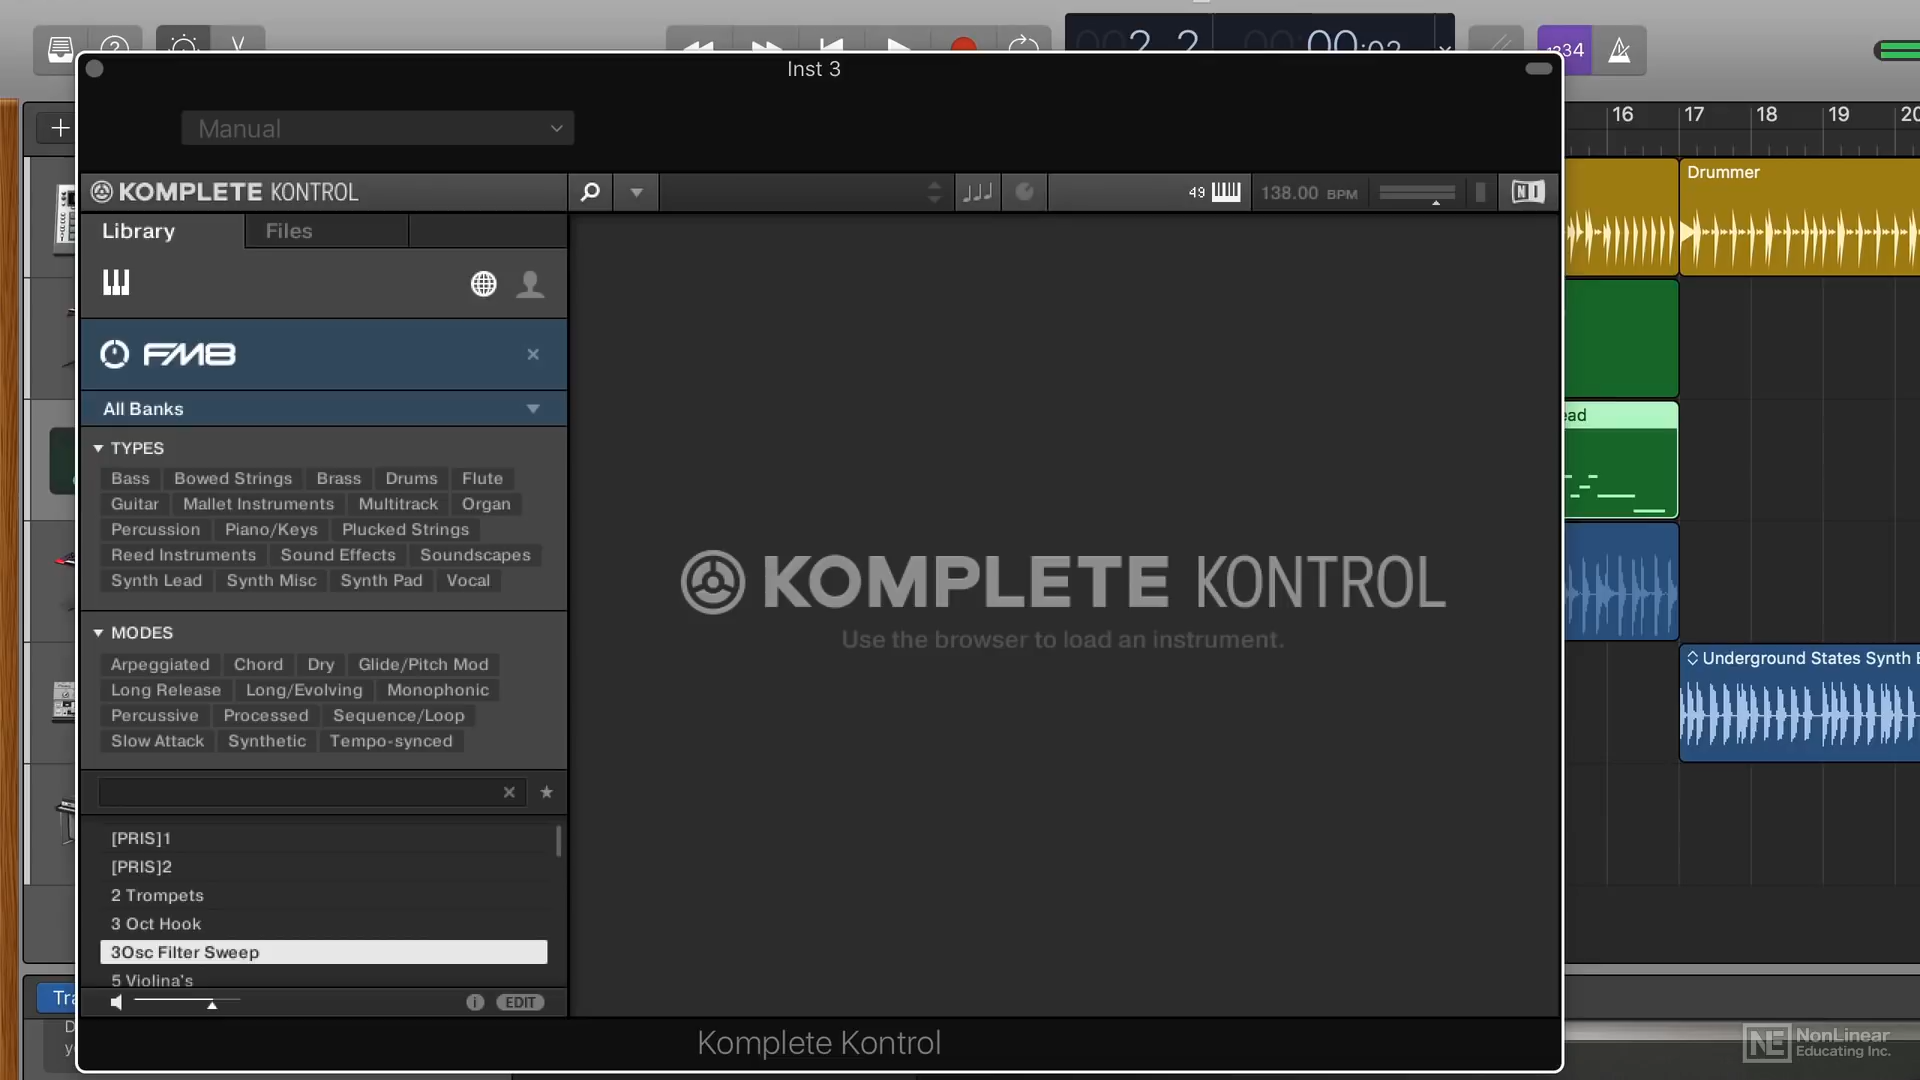 Inst 3
Manual
16 17 18 19 20
KOMPLETE KONTROL
49
138.00 BPM
Drummer
Library
Files
FM8
All Banks
TYPES
Bass Bowed Strings Brass Drums Flute
Guitar Mallet Instruments Multitrack Organ
Percussion Piano/Keys Plucked Strings
Reed Instruments Sound Effects Soundscapes
Synth Lead Synth Misc Synth Pad Vocal
MODES
Arpeggiated Chord Dry Glide/Pitch Mod
Long Release Long/Evolving Monophonic
Percussive Processed Sequence/Loop
Slow Attack Synthetic Tempo-synced
[PRIS]1
[PRIS]2
2 Trompets
3 Oct Hook
3Osc Filter Sweep
5 Violina's
EDIT
KOMPLETE KONTROL
Use the browser to load an instrument.
Underground States Synth
Komplete Kontrol
NonLinear
Educating Inc.